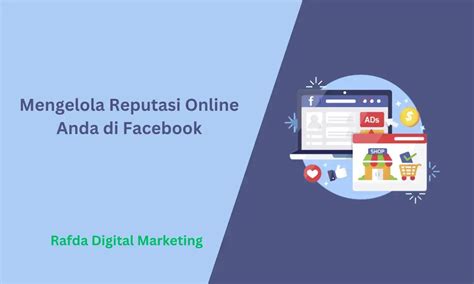 Mengelola Reputasi Online
Anda di Facebook
Rafda Digital Marketing
f
ADs
$
SHOP